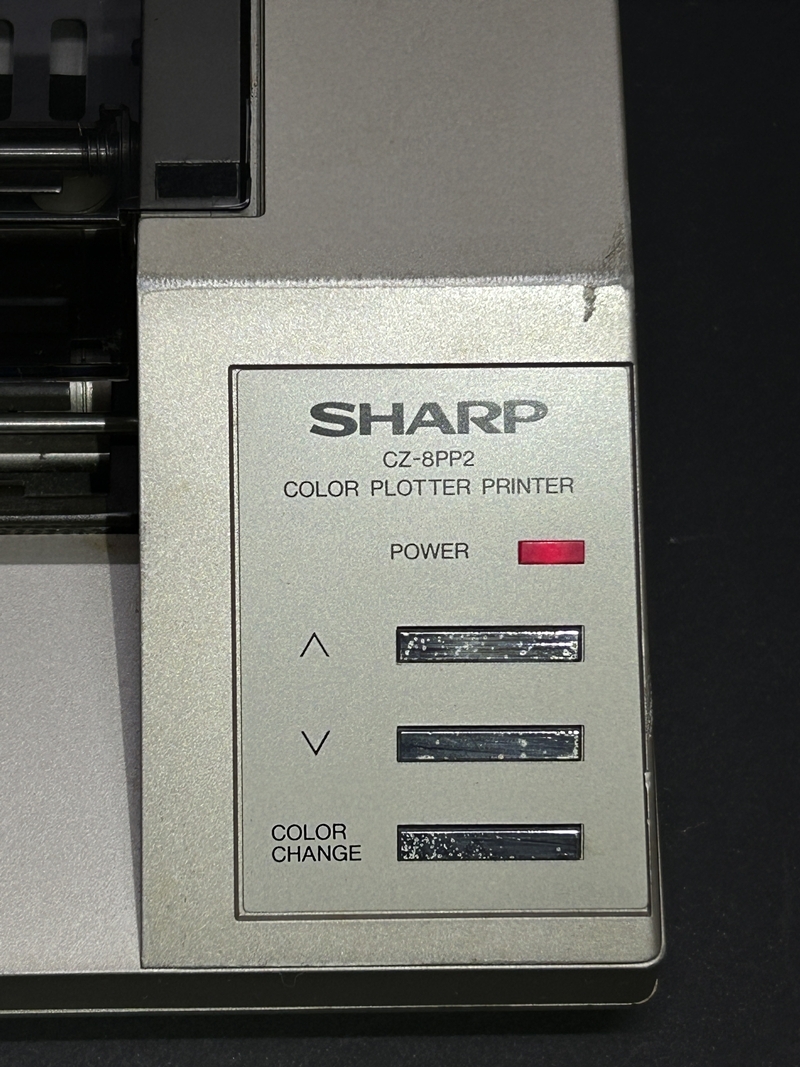 SHARP
CZ-8PP2
COLOR PLOTTER PRINTER
POWER
COLOR
CHANGE